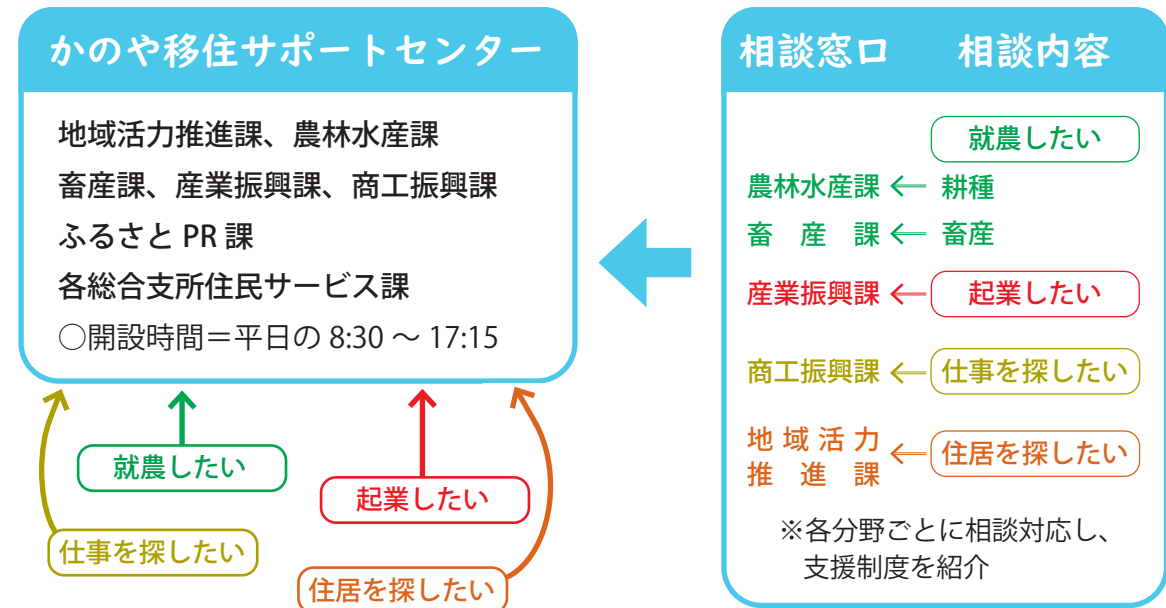 かのや移住サポートセンター
地域活力推進課、農林水産課
畜産課、産業振興課、商工振興課
ふるさと PR 課
各総合支所住民サービス課
○開設時間＝平日の 8:30 ～ 17:15
就農したい
起業したい
仕事を探したい
住居を探したい
相談窓口 相談内容
就農したい
農林水産課 ← 耕種
畜産課 ← 畜産
産業振興課 ← 起業したい
商工振興課 ← 仕事を探したい
地域活力
推進課 ← 住居を探したい
※各分野ごとに相談対応し、
支援制度を紹介